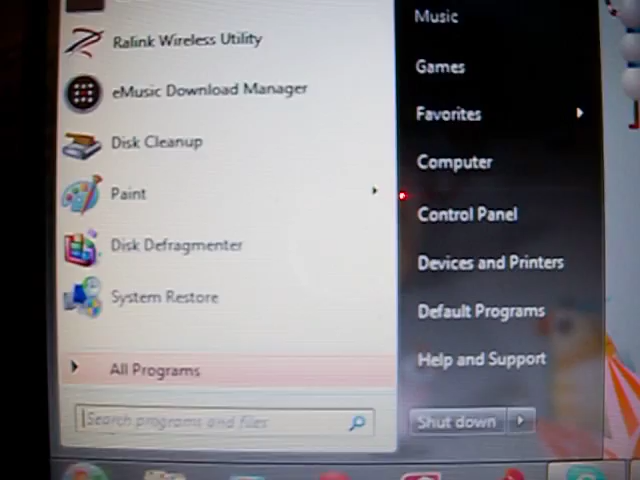 Ralink Wireless Utility
eMusic Download Manager
Disk Cleanup
Paint
Disk Defragmenter
System Restore
All Programs
Search programs and files
Music
Games
Favorites
Computer
Control Panel
Devices and Printers
Default Programs
Help and Support
Shut down